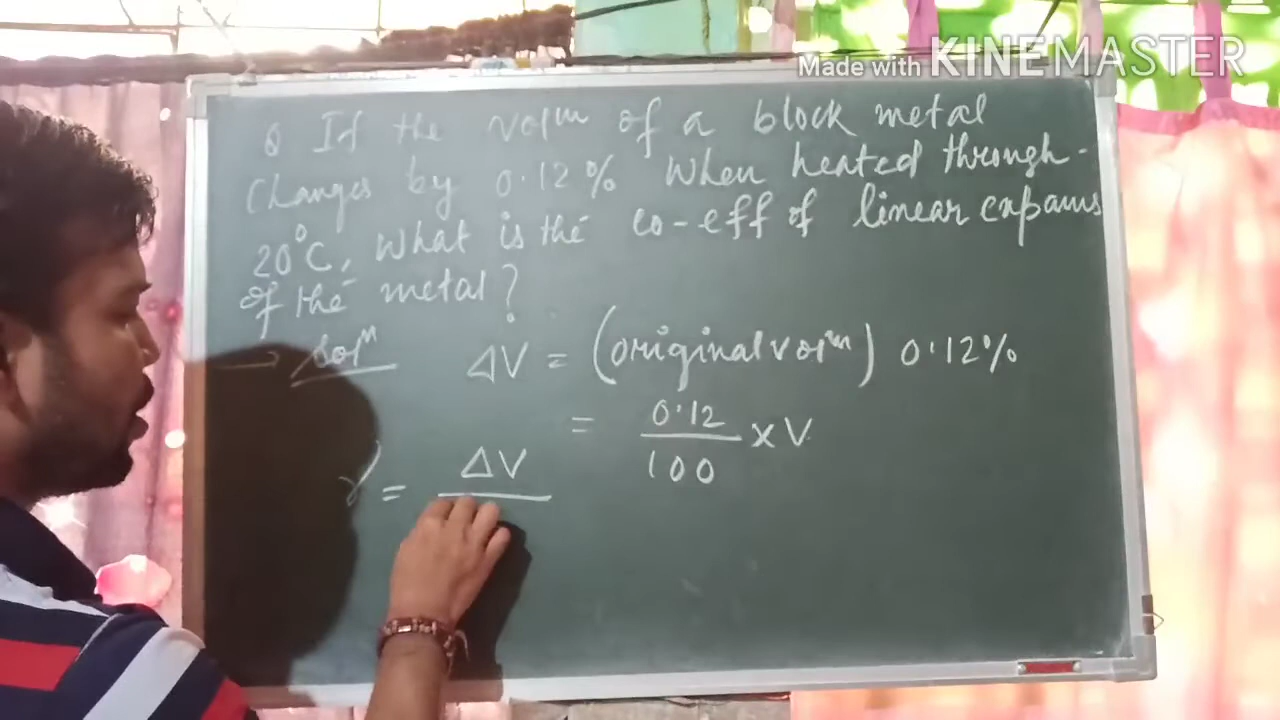 Made with KINEMASTER
Q If the volm of a block metal
Changes by 0.12% When heated through-
20°C, What is the co-eff of linear expans
of the metal?
→ Soln
ΔV = (original volm) 0.12%
= 0.12/100 x V
γ = ΔV